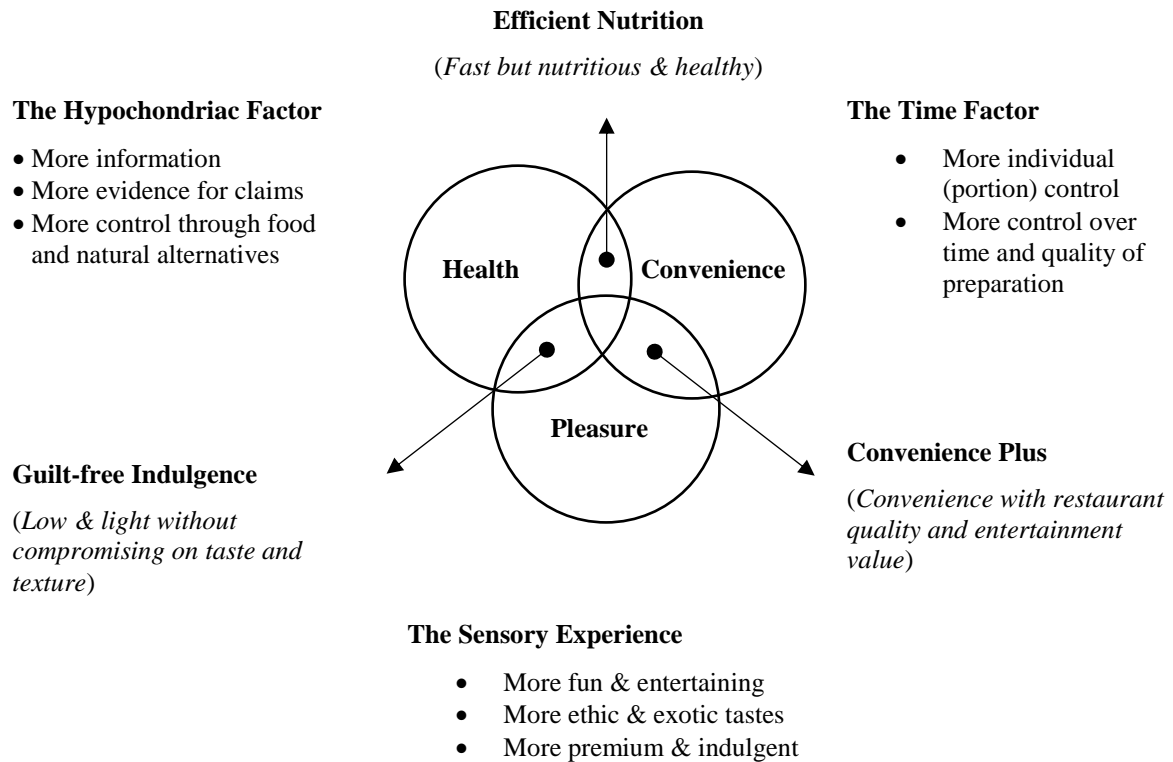 Efficient Nutrition
(Fast but nutritious & healthy)
The Hypochondriac Factor
• More information
• More evidence for claims
• More control through food
and natural alternatives
The Time Factor
• More individual
(portion) control
• More control over
time and quality of
preparation
Health
Convenience
Pleasure
Guilt-free Indulgence
(Low & light without
compromising on taste and
texture)
Convenience Plus
(Convenience with restaurant
quality and entertainment
value)
The Sensory Experience
• More fun & entertaining
• More ethic & exotic tastes
• More premium & indulgent